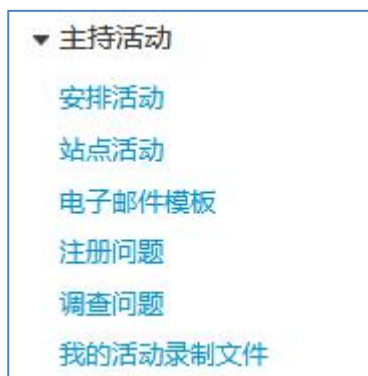 主持活动
安排活动
站点活动
电子邮件模板
注册问题
调查问题
我的活动录制文件